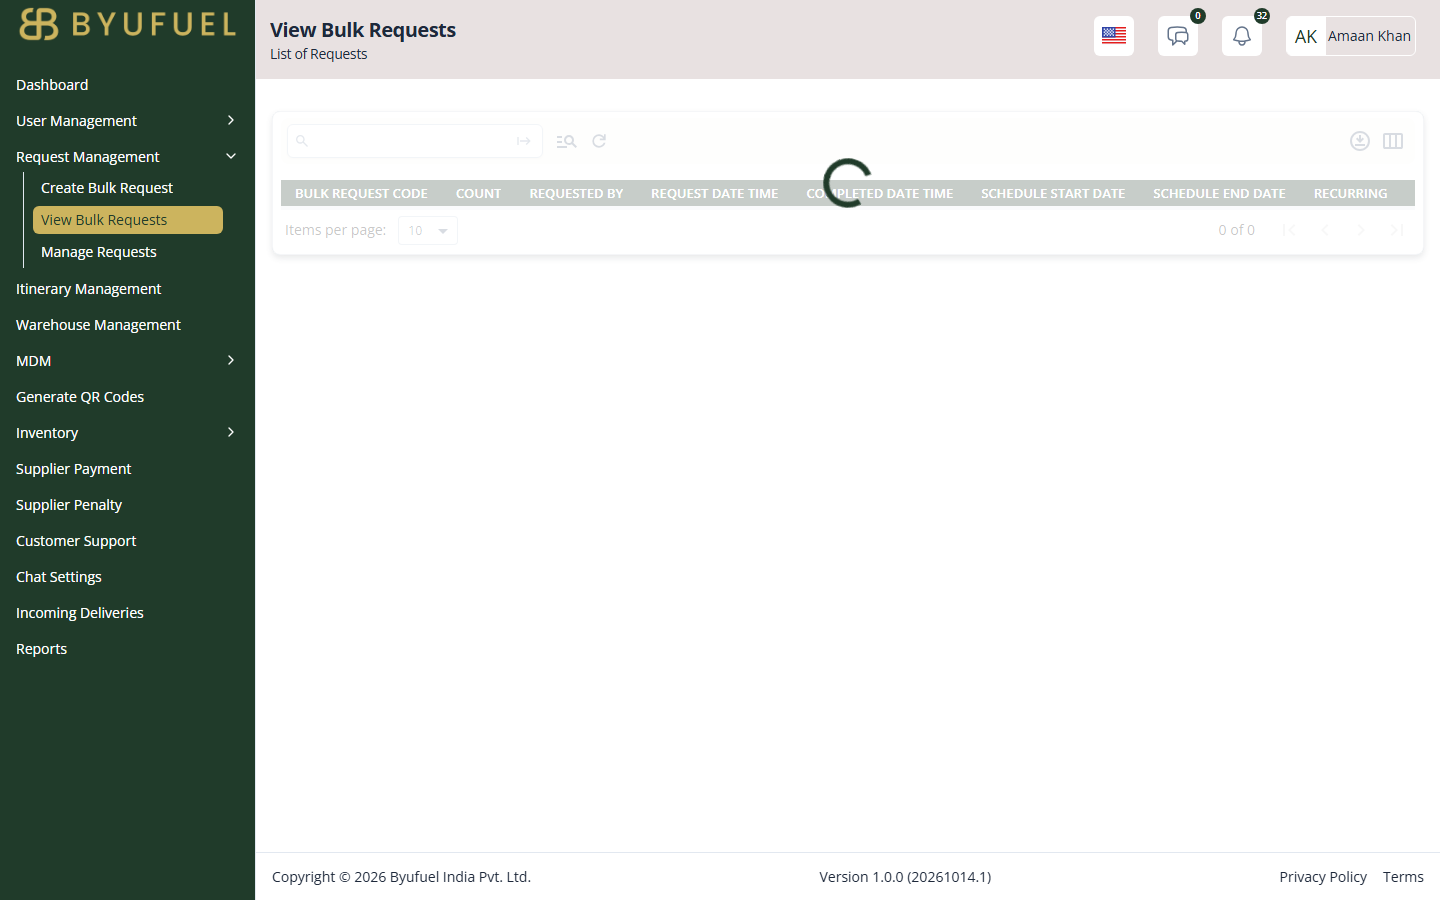 BYUFUEL
Dashboard
User Management
Request Management
Create Bulk Request
View Bulk Requests
Manage Requests
Itinerary Management
Warehouse Management
MDM
Generate QR Codes
Inventory
Supplier Payment
Supplier Penalty
Customer Support
Chat Settings
Incoming Deliveries
Reports
View Bulk Requests
List of Requests
0
32
AK Amaan Khan
BULK REQUEST CODE COUNT REQUESTED BY REQUEST DATE TIME COMPLETED DATE TIME SCHEDULE START DATE SCHEDULE END DATE RECURRING
Items per page: 10 0 of 0
Copyright © 2026 Byufuel India Pvt. Ltd. Version 1.0.0 (20261014.1) Privacy Policy Terms